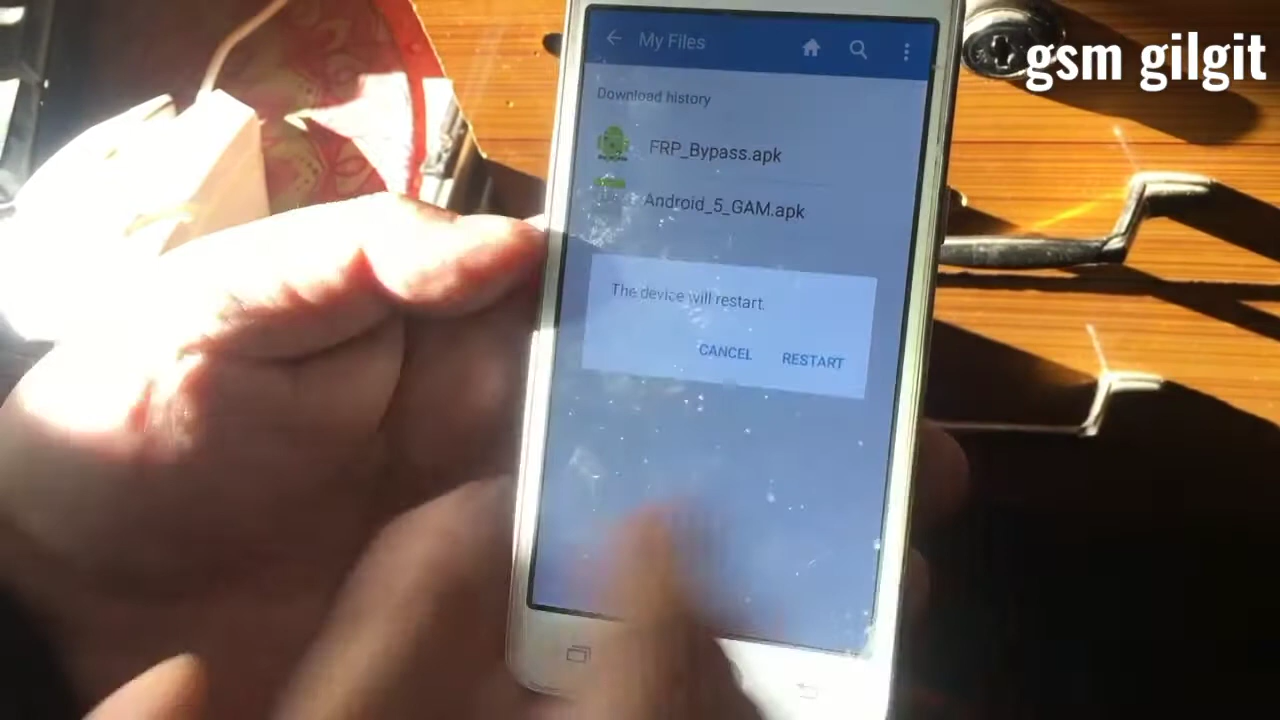 My Files
gsm gilgit
Download history
FRP_Bypass.apk
Android_5_GAM.apk
The device will restart.
CANCEL RESTART